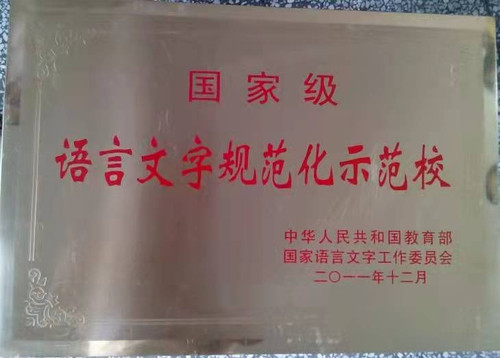 国家级
语言文字规范化示范校
中华人民共和国教育部
国家语言文字工作委员会
二〇一一年十二月